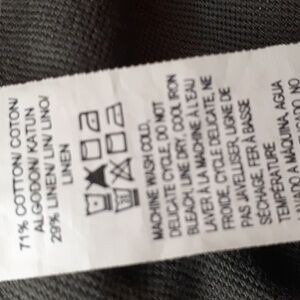 71% COTTON/ COTON/
ALGODON/ KATUN
29% LINEN/ LIN/ LINO/
LINEN
MACHINE WASH COLD,
DELICATE CYCLE, DO NOT
BLEACH LINE DRY, COOL IRON
LAVER À LA MACHINE À L'EAU
FROIDE, CYCLE DELICATE, NE
PAS JAVELLISER, LIGNE DE
SÉCHAGE, FER À BASSE
TEMPÉRATURE
LAVADO A MÁQUINA, AGUA